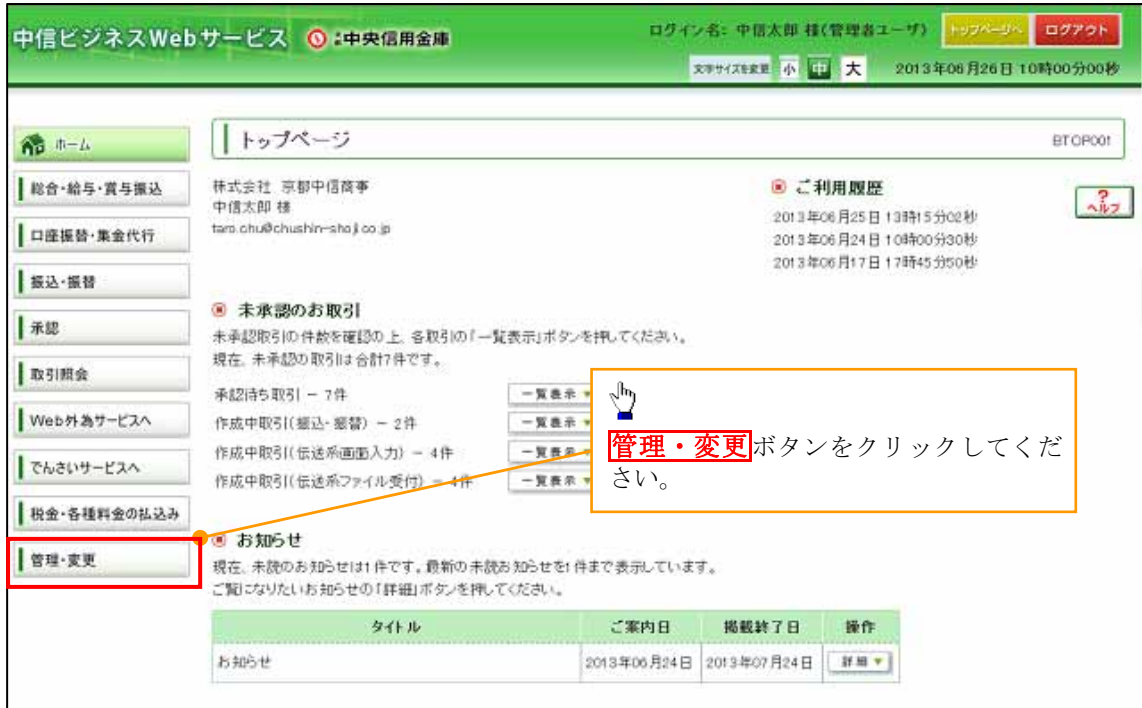 中信ビジネスWebサービス 中央信用金庫
ログイン名: 中信太郎 様(管理者ユーザ) トップページへ ログアウト
文字サイズを変更 小 中 大 2013年06月26日 10時00分00秒
ホーム
総合・給与・賞与振込
口座振替・集金代行
振込・振替
承認
取引照会
Web外為サービスへ
でんさいサービスへ
税金・各種料金の払込み
管理・変更
トップページ BTOP001
株式会社 京都中信商事
中信太郎 様
taro.chu@chushin-shoji.co.jp
ご利用履歴
2013年06月25日 13時15分02秒
2013年06月24日 10時00分30秒
2013年06月17日 17時45分50秒
?
ヘルプ
未承認のお取引
未承認取引の件数を確認の上、各取引の「一覧表示」ボタンを押してください。
現在、未承認の取引は合計7件です。
承認待ち取引 - 7件 一覧表示
作成中取引(振込・振替) - 2件 一覧表示
作成中取引(伝送系画面入力) - 4件 一覧表示
作成中取引(伝送系ファイル受付) - 4件 一覧表示
管理・変更ボタンをクリックしてくだ
さい。
お知らせ
現在、未読のお知らせは1件です。最新の未読お知らせを1件まで表示しています。
ご覧になりたいお知らせの「詳細」ボタンを押してください。
タイトル ご案内日 掲載終了日 操作
お知らせ 2013年06月24日 2013年07月24日 詳細